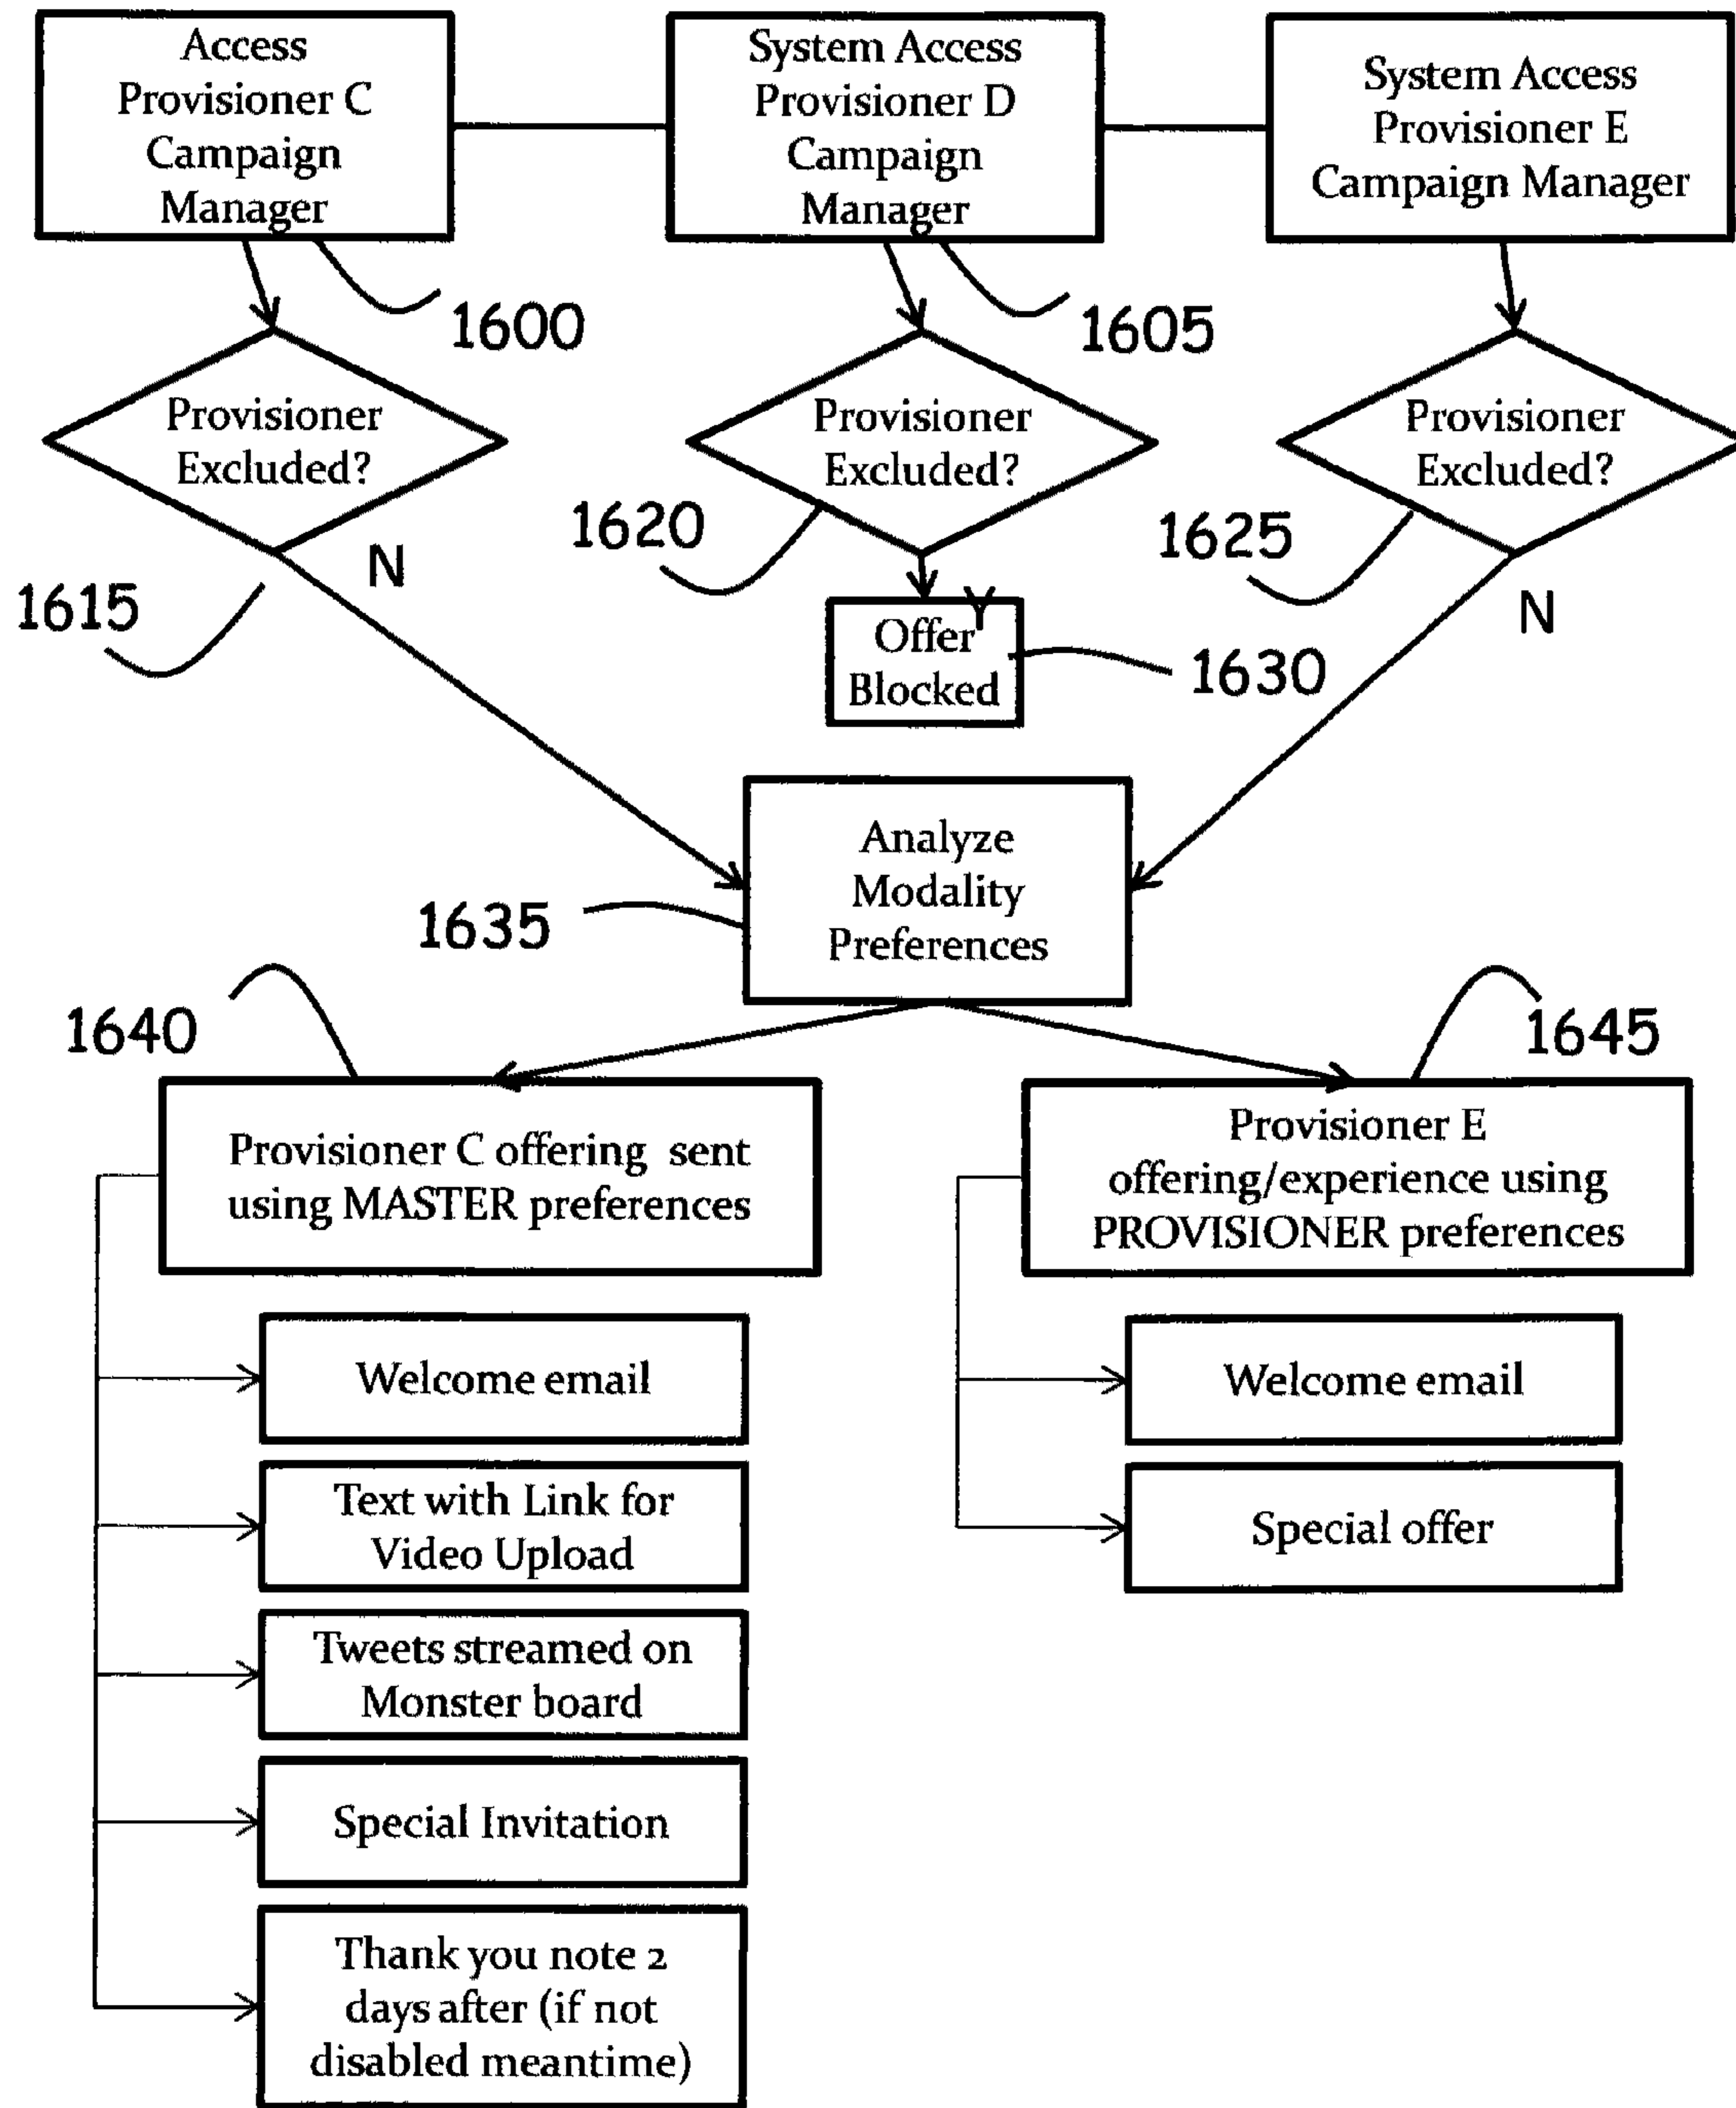 Access
Provisioner C
Campaign
Manager
System Access
Provisioner D
Campaign
Manager
System Access
Provisioner E
Campaign Manager
1600
1605
Provisioner
Excluded?
Provisioner
Excluded?
Provisioner
Excluded?
1615
N
1620
Y
1625
N
Offer
Blocked
1630
Analyze
Modality
Preferences
1635
1640
1645
Provisioner C offering sent
using MASTER preferences
Provisioner E
offering/experience using
PROVISIONER preferences
Welcome email
Text with Link for
Video Upload
Tweets streamed on
Monster board
Special Invitation
Thank you note 2
days after (if not
disabled meantime)
Welcome email
Special offer